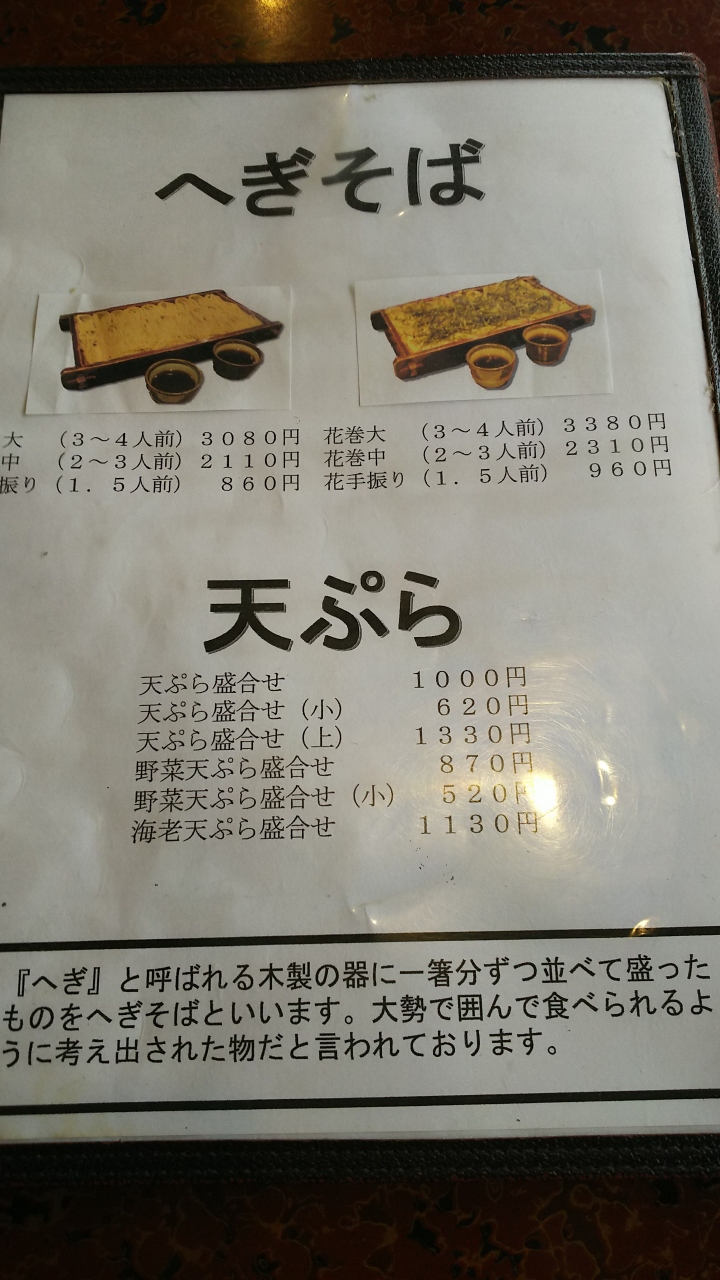 へぎそば
大 （３～４人前） ３０８０円 花巻大 （３～４人前） ３３８０円
中 （２～３人前） ２１１０円 花巻中 （２～３人前） ２３１０円
振り （１．５人前） ８６０円 花手振り （１．５人前） ９６０円
天ぷら
天ぷら盛合せ １０００円
天ぷら盛合せ（小） ６２０円
天ぷら盛合せ（上） １３３０円
野菜天ぷら盛合せ ８７０円
野菜天ぷら盛合せ（小） ５２０円
海老天ぷら盛合せ １１３０円
『へぎ』と呼ばれる木製の器に一箸分ずつ並べて盛った
ものをへぎそばといいます。大勢で囲んで食べられるよ
うに考え出された物だと言われております。